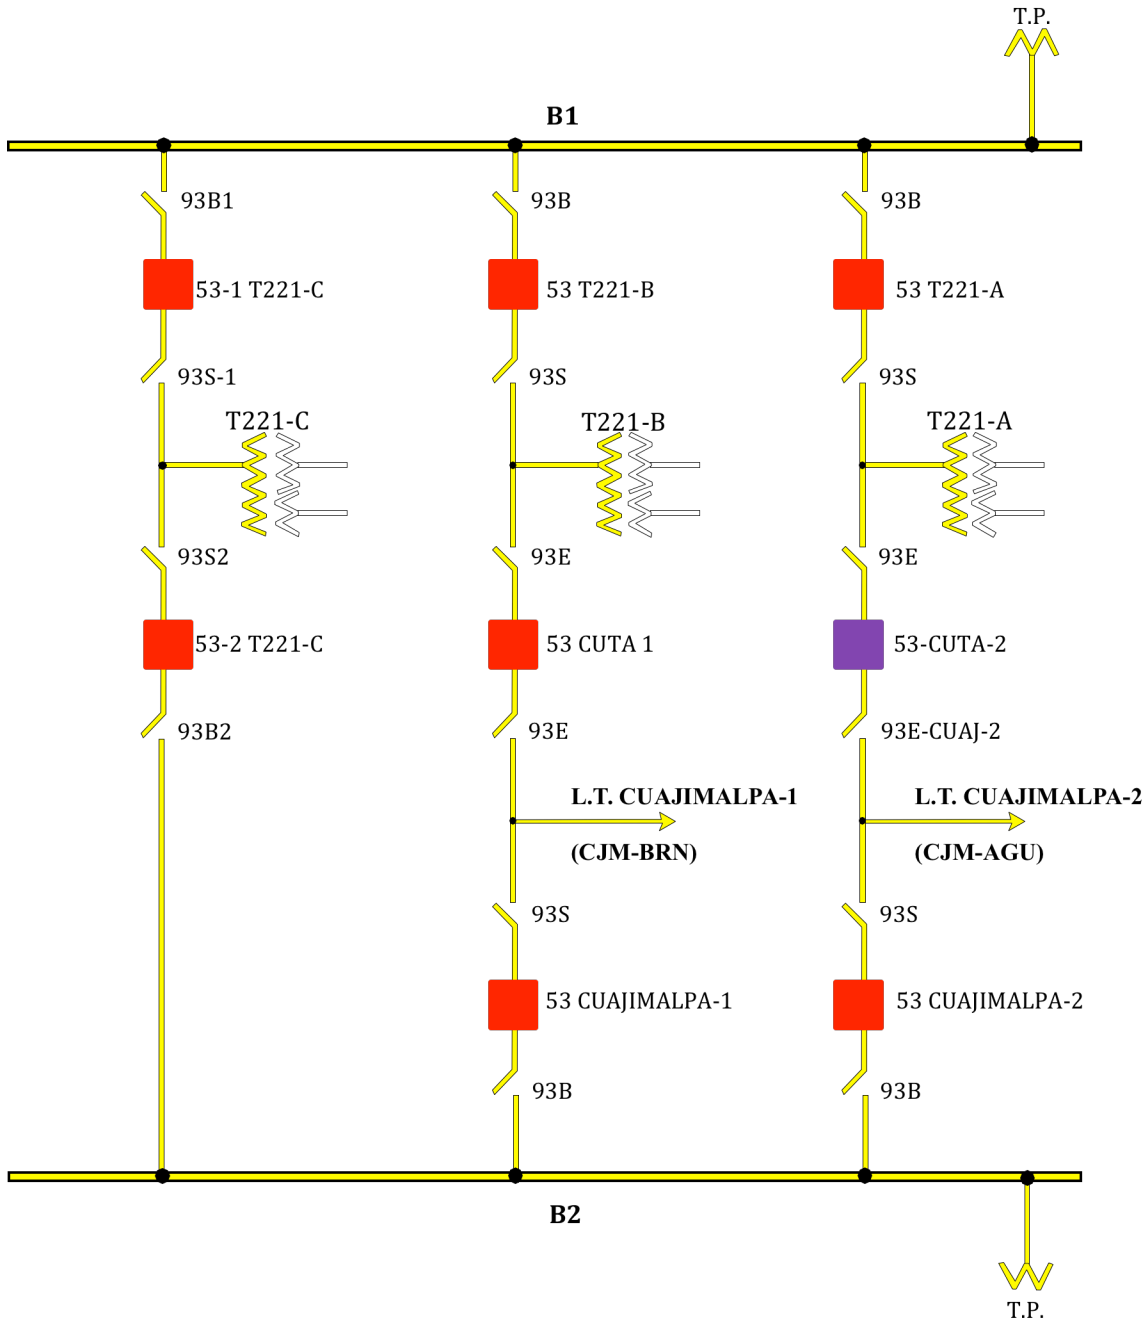 T.P.
B1
93B1
93B
93B
53-1 T221-C
53 T221-B
53 T221-A
93S-1
93S
93S
T221-C
T221-B
T221-A
93S2
93E
93E
53-2 T221-C
53 CUTA 1
53-CUTA-2
93B2
93E
93E-CUAJ-2
L.T. CUAJIMALPA-1
L.T. CUAJIMALPA-2
(CJM-BRN)
(CJM-AGU)
93S
93S
53 CUAJIMALPA-1
53 CUAJIMALPA-2
93B
93B
B2
T.P.